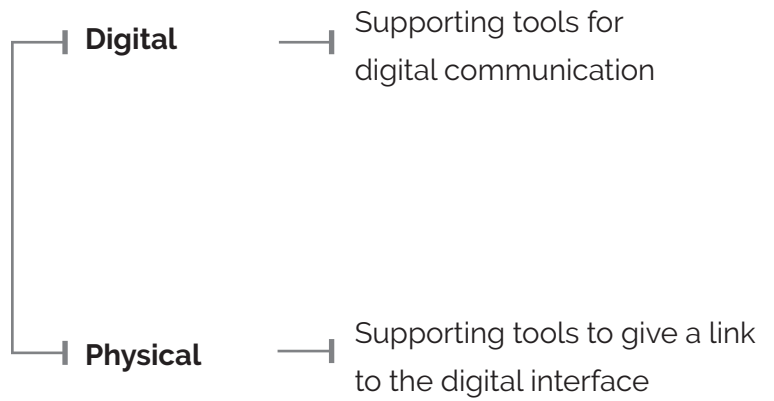 Digital
Supporting tools for
digital communication
Physical
Supporting tools to give a link
to the digital interface